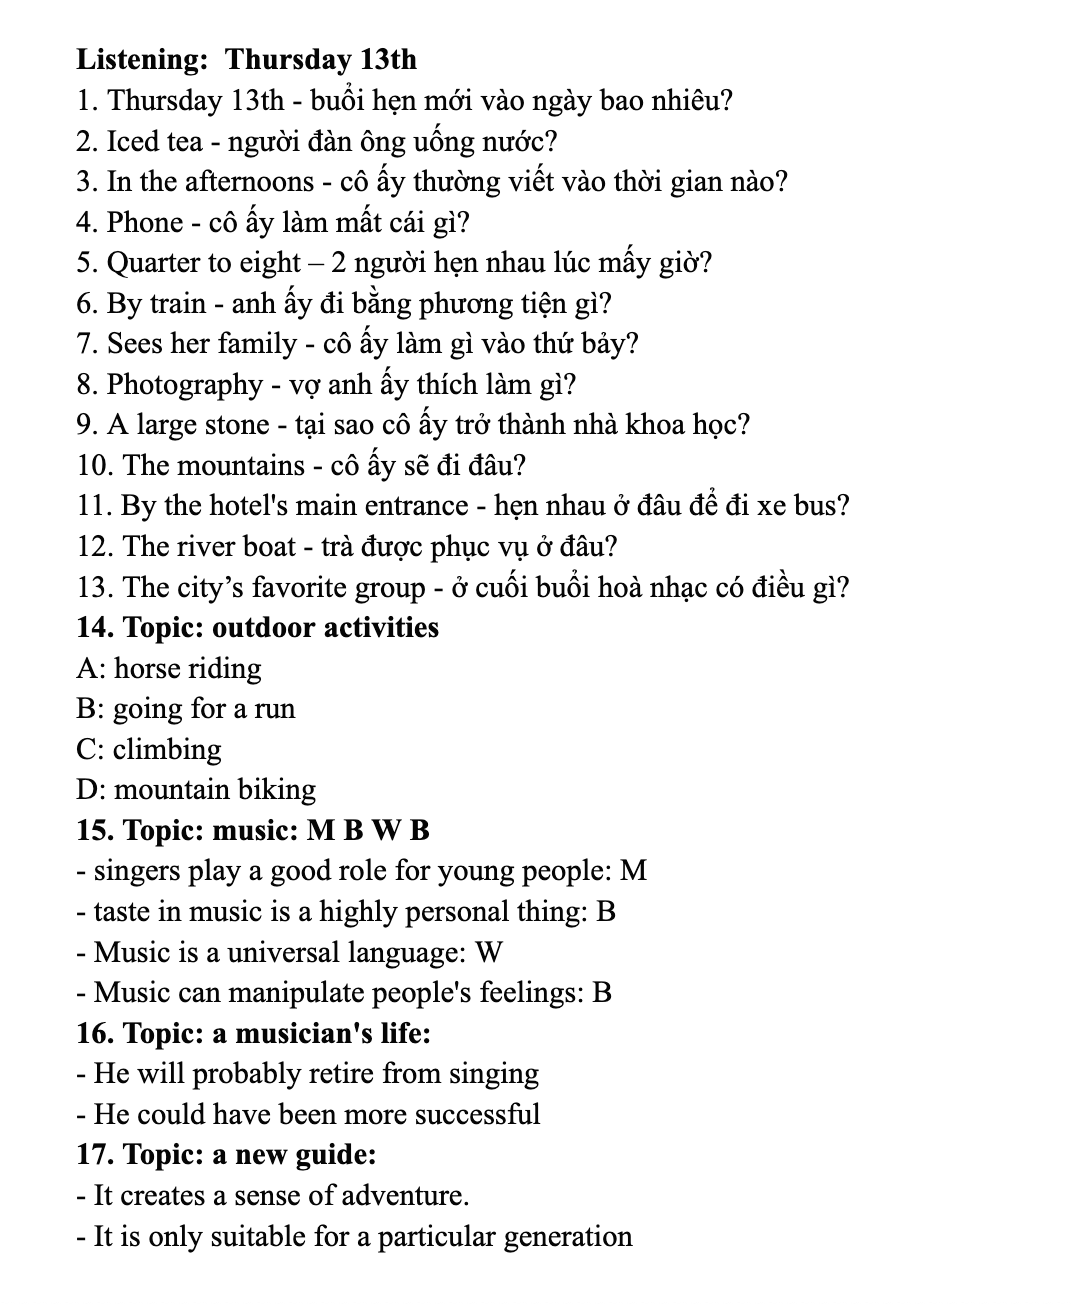 Listening:  Thursday 13th
1. Thursday 13th - buổi hẹn mới vào ngày bao nhiêu?
2. Iced tea - người đàn ông uống nước?
3. In the afternoons - cô ấy thường viết vào thời gian nào?
4. Phone - cô ấy làm mất cái gì?
5. Quarter to eight – 2 người hẹn nhau lúc mấy giờ?
6. By train - anh ấy đi bằng phương tiện gì?
7. Sees her family - cô ấy làm gì vào thứ bảy?
8. Photography - vợ anh ấy thích làm gì?
9. A large stone - tại sao cô ấy trở thành nhà khoa học?
10. The mountains - cô ấy sẽ đi đâu?
11. By the hotel's main entrance - hẹn nhau ở đâu để đi xe bus?
12. The river boat - trà được phục vụ ở đâu?
13. The city’s favorite group - ở cuối buổi hoà nhạc có điều gì?
14. Topic: outdoor activities
A: horse riding
B: going for a run
C: climbing
D: mountain biking
15. Topic: music: M B W B
- singers play a good role for young people: M
- taste in music is a highly personal thing: B
- Music is a universal language: W
- Music can manipulate people's feelings: B
16. Topic: a musician's life:
- He will probably retire from singing
- He could have been more successful
17. Topic: a new guide:
- It creates a sense of adventure.
- It is only suitable for a particular generation